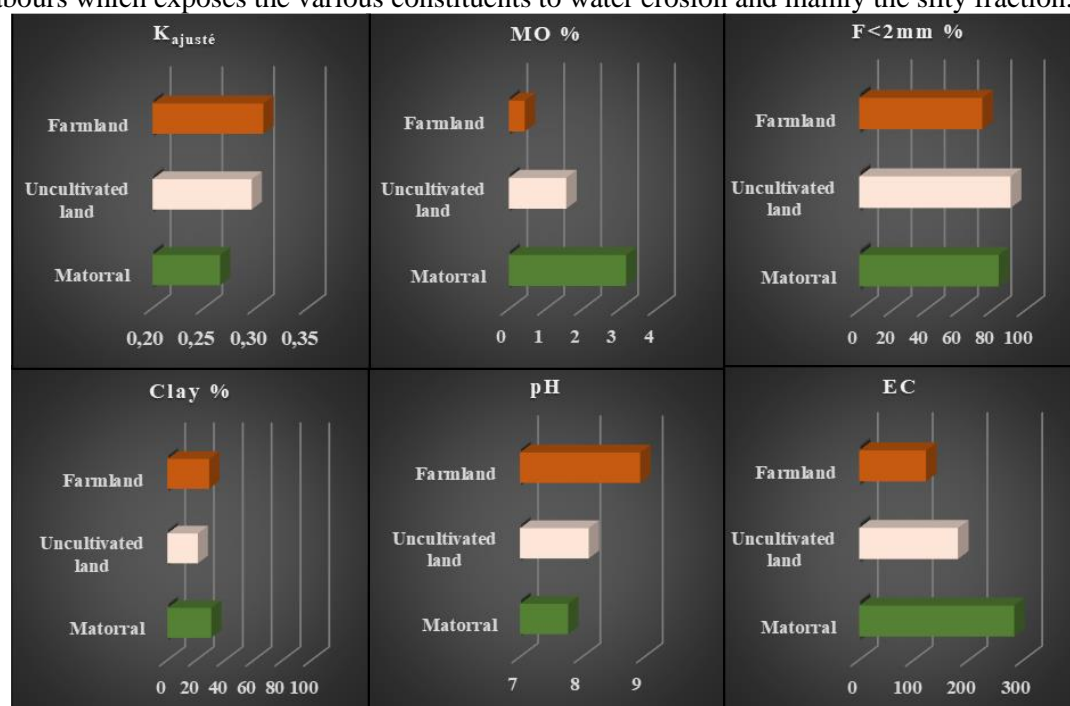 abours which exposes the various constituents to water erosion and mainly the silty fraction.
Kajusté
Farmland
Uncultivated
land
Matorral
0,20 0,25 0,30 0,35
MO %
Farmland
Uncultivated
land
Matorral
0 1 2 3 4
F<2mm %
Farmland
Uncultivated
land
Matorral
0 20 40 60 80 100
Clay %
Farmland
Uncultivated
land
Matorral
0 20 40 60 80 100
pH
Farmland
Uncultivated
land
Matorral
7 8 9
EC
Farmland
Uncultivated
land
Matorral
0 100 200 300